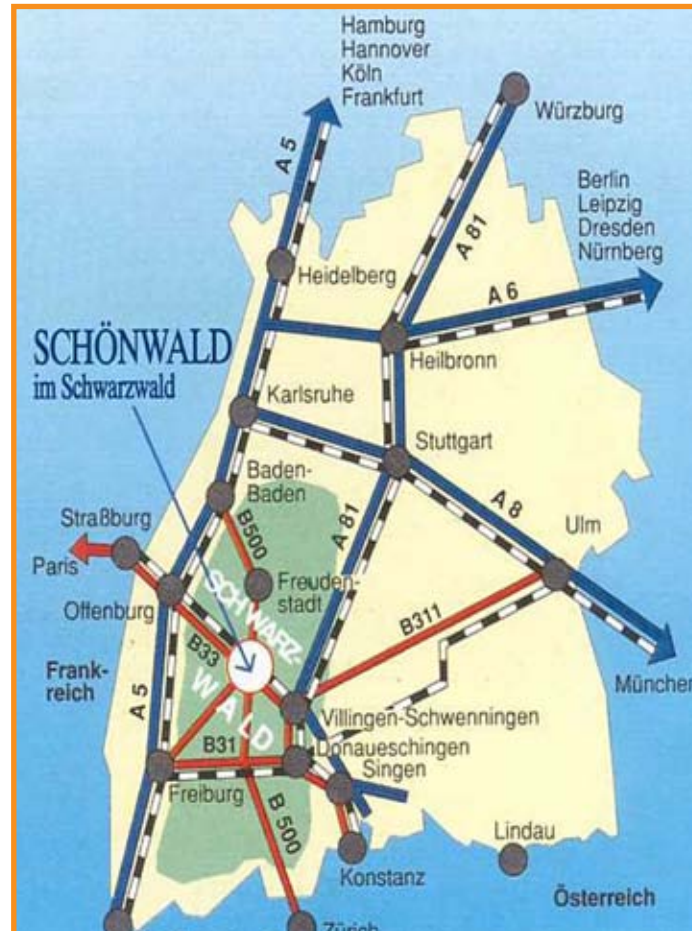 Hamburg
Hannover
Köln
Frankfurt
A 5
Würzburg
Berlin
Leipzig
Dresden
Nürnberg
A 81
Heidelberg
A 6
SCHÖNWALD
im Schwarzwald
Heilbronn
Karlsruhe
Stuttgart
Baden-
Baden
A 81
A 8
Straßburg
B500
Ulm
Paris
Freuden-
stadt
Offenburg
SCHWARZ-
WALD
B33
B311
Frank-
reich
A 5
München
Villingen-Schwenningen
B31
Donaueschingen
Singen
Freiburg
B 500
Lindau
Konstanz
Österreich
Zürich